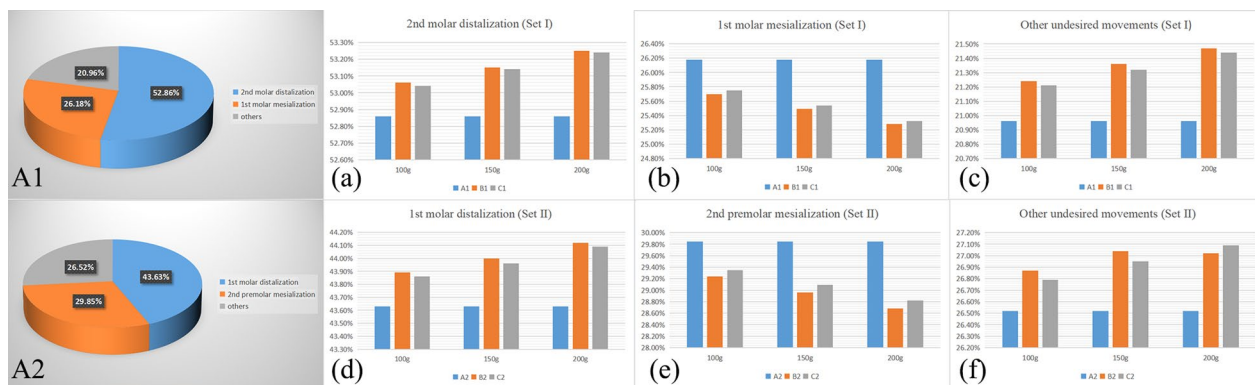 20.96%
26.18%
52.86%
2nd molar distalization
1st molar mesialization
others
A1
2nd molar distalization (Set I)
53.30%
53.20%
53.10%
53.00%
52.90%
52.80%
52.70%
52.60%
100g 150g 200g
A1 B1 C1
(a)
1st molar mesialization (Set I)
26.40%
26.20%
26.00%
25.80%
25.60%
25.40%
25.20%
25.00%
24.80%
100g 150g 200g
A1 B1 C1
(b)
Other undesired movements (Set I)
21.50%
21.40%
21.30%
21.20%
21.10%
21.00%
20.90%
20.80%
20.70%
100g 150g 200g
A1 B1 C1
(c)
26.52%
43.63%
29.85%
1st molar distalization
2nd premolar mesialization
others
A2
1st molar distalization (Set II)
44.20%
44.10%
44.00%
43.90%
43.80%
43.70%
43.60%
43.50%
43.40%
43.30%
100g 150g 200g
A2 B2 C2
(d)
2nd premolar mesialization (Set II)
30.00%
29.80%
29.60%
29.40%
29.20%
29.00%
28.80%
28.60%
28.40%
28.20%
28.00%
100g 150g 200g
A2 B2 C2
(e)
Other undesired movements (Set II)
27.20%
27.10%
27.00%
26.90%
26.80%
26.70%
26.60%
26.50%
26.40%
26.30%
26.20%
100g 150g 200g
A2 B2 C2
(f)